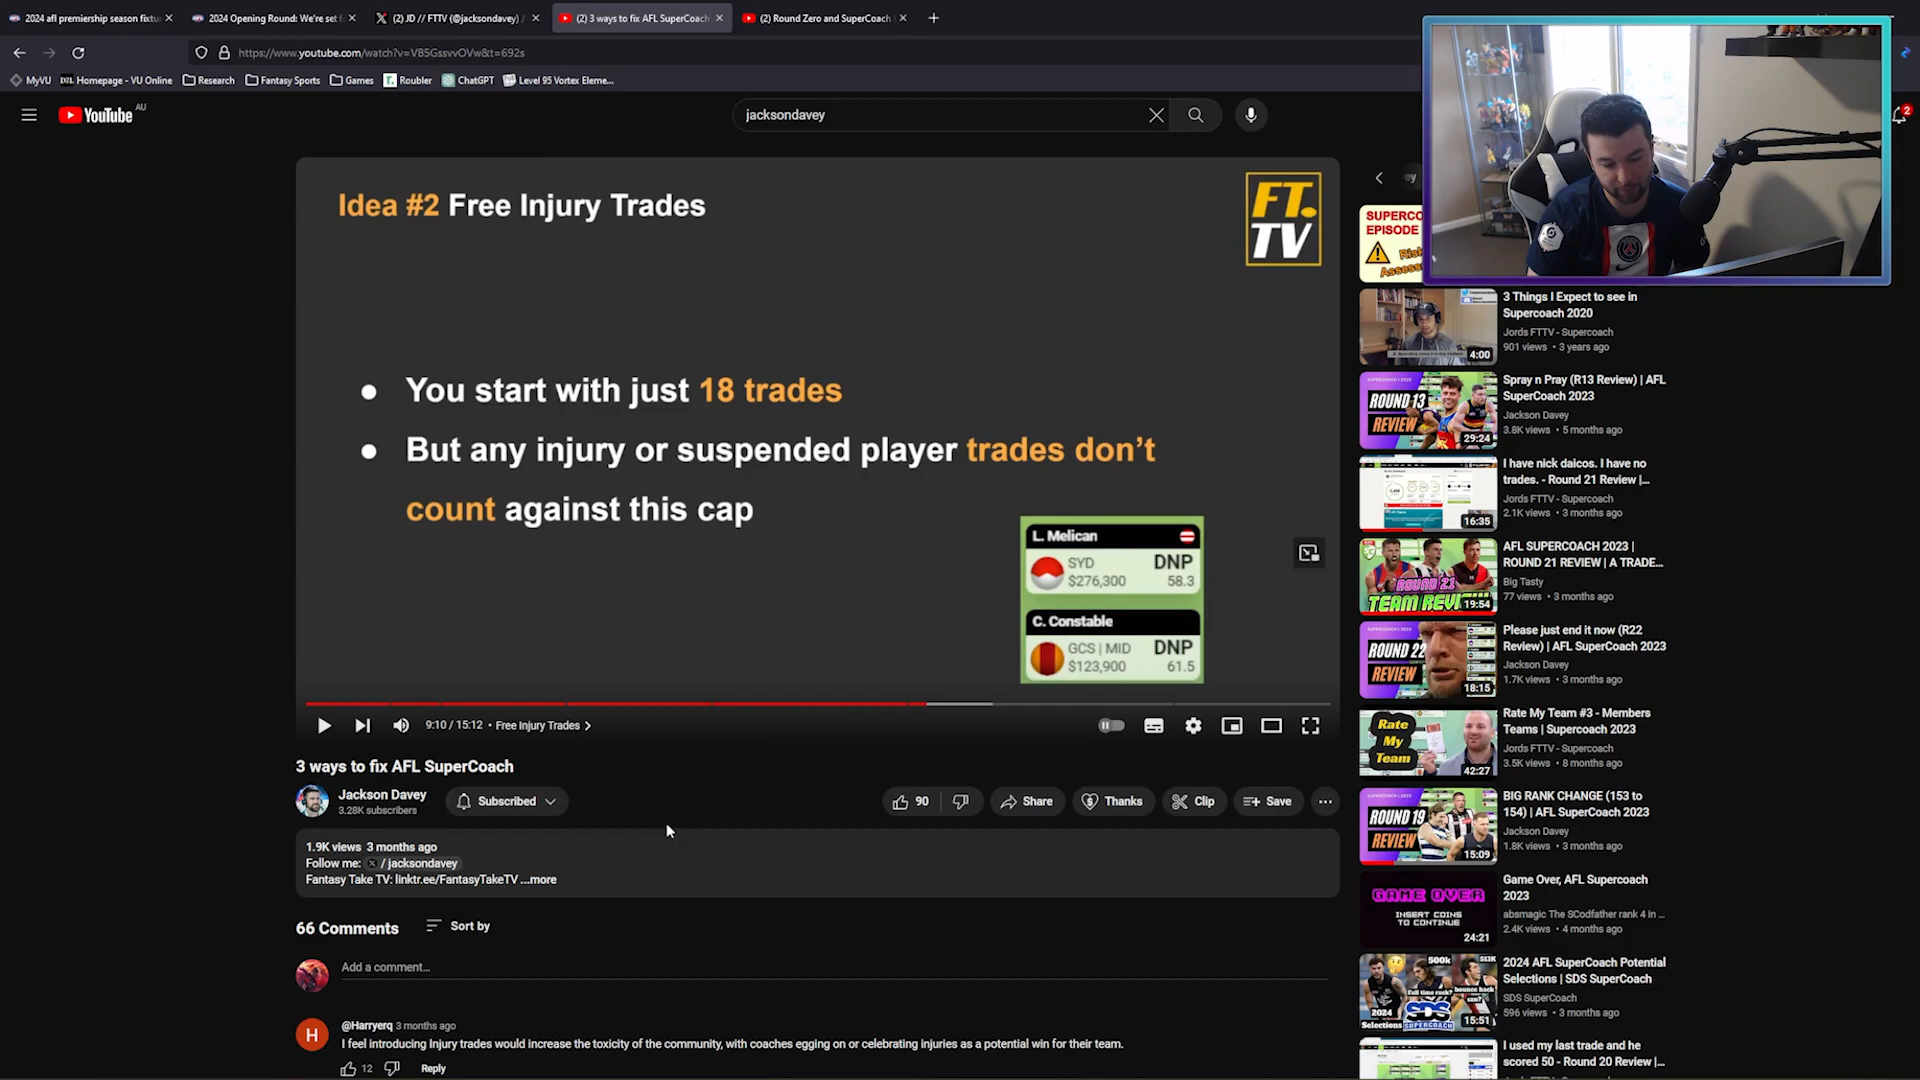 2024 afl premiership season fixtu
2024 Opening Round: We're set f
(2) JD // FTTV (@jacksondavey) /
(2) 3 ways to fix AFL SuperCoach
(2) Round Zero and SuperCoach
https://www.youtube.com/watch?v=VB5GssvvOVw&t=692s
MyVU
D2L Homepage - VU Online
Research
Fantasy Sports
Games
Roubler
ChatGPT
Level 95 Vortex Eleme...
YouTube AU
jacksondavey
2
Idea #2 Free Injury Trades
FT.
TV
You start with just 18 trades
But any injury or suspended player trades don't
count against this cap
L. Melican
SYD DNP
$276,300 58.3
C. Constable
GCS | MID DNP
$123,900 61.5
9:10 / 15:12 • Free Injury Trades
3 ways to fix AFL SuperCoach
Jackson Davey
3.28K subscribers
Subscribed
90
Share
Thanks
Clip
Save
1.9K views 3 months ago
Follow me: X / jacksondavey
Fantasy Take TV: linktr.ee/FantasyTakeTV ...more
66 Comments
Sort by
Add a comment...
H
@Harryerq 3 months ago
I feel introducing Injury trades would increase the toxicity of the community, with coaches egging on or celebrating injuries as a potential win for their team.
12
Reply
ey
SUPERCO
EPISODE
Risk
Assess
4:00
3 Things I Expect to see in
Supercoach 2020
Jords FTTV - Supercoach
901 views • 3 years ago
ROUND 13
REVIEW
29:24
Spray n Pray (R13 Review) | AFL
SuperCoach 2023
Jackson Davey
3.8K views • 5 months ago
16:35
I have nick daicos. I have no
trades. - Round 21 Review |...
Jords FTTV - Supercoach
2.1K views • 3 months ago
ROUND 21
TEAM REVIEW
19:54
AFL SUPERCOACH 2023 |
ROUND 21 REVIEW | A TRADE...
Big Tasty
77 views • 3 months ago
ROUND 22
REVIEW
18:15
Please just end it now (R22
Review) | AFL SuperCoach 2023
Jackson Davey
1.7K views • 3 months ago
Rate
My
Team
42:27
Rate My Team #3 - Members
Teams | Supercoach 2023
Jords FTTV - Supercoach
3.5K views • 8 months ago
ROUND 19
REVIEW
15:09
BIG RANK CHANGE (153 to
154) | AFL SuperCoach 2023
Jackson Davey
1.8K views • 3 months ago
GAME OVER
INSERT COINS
TO CONTINUE
24:21
Game Over, AFL Supercoach
2023
absmagic The SCodfather rank 4 in ...
2.4K views • 4 months ago
500k
Full time ruck?
bounce back
szn?
2024
Selections
SDS
SUPERCOACH
15:51
2024 AFL SuperCoach Potential
Selections | SDS SuperCoach
SDS SuperCoach
596 views • 3 months ago
I used my last trade and he
scored 50 - Round 20 Review |...